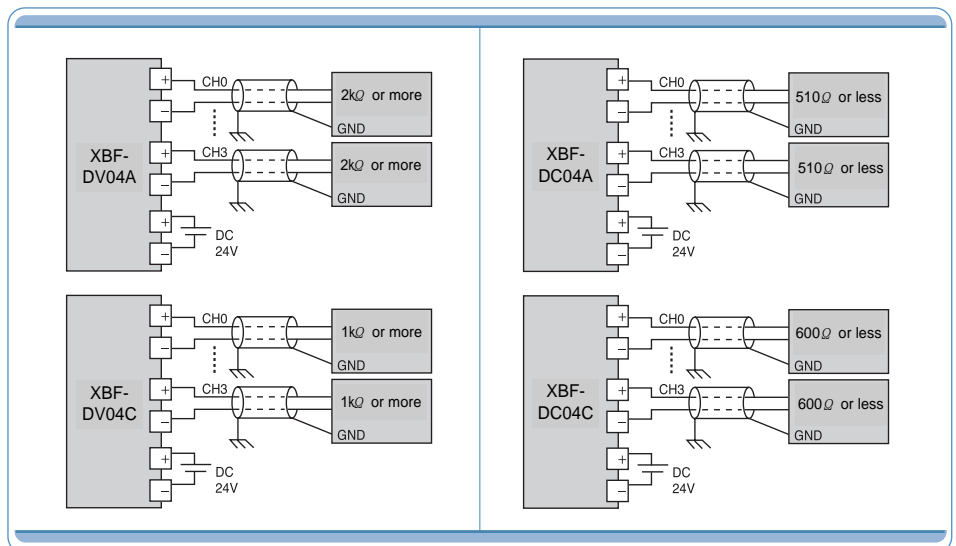 XBF-
DV04A
+
CH0
−
2kΩ or more
GND
+
CH3
−
2kΩ or more
GND
+
−
DC
24V
XBF-
DC04A
+
CH0
−
510Ω or less
GND
+
CH3
−
510Ω or less
GND
+
−
DC
24V
XBF-
DV04C
+
CH0
−
1kΩ or more
GND
+
CH3
−
1kΩ or more
GND
+
−
DC
24V
XBF-
DC04C
+
CH0
−
600Ω or less
GND
+
CH3
−
600Ω or less
GND
+
−
DC
24V